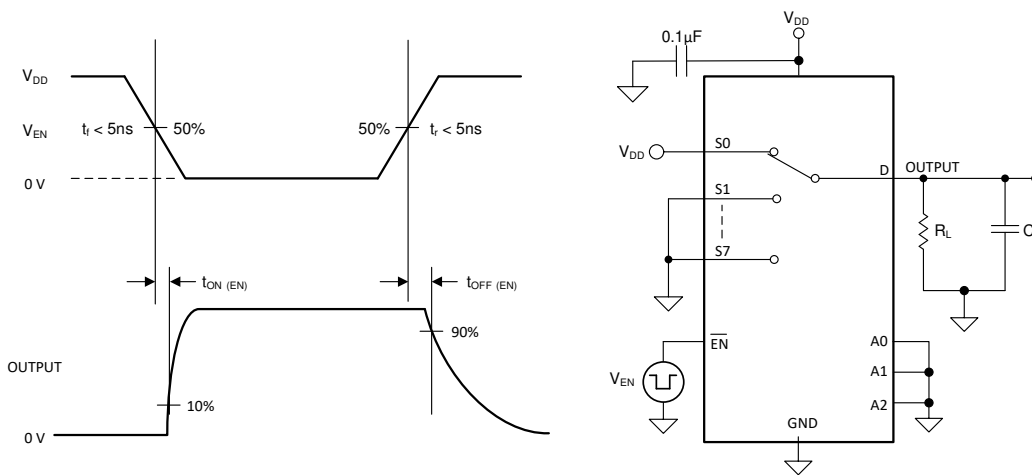 V_DD
V_EN
0 V
t_f < 5ns
50%
50%
t_r < 5ns
t_ON (EN)
t_OFF (EN)
OUTPUT
0 V
10%
90%
V_DD
0.1µF
V_DD
S0
S1
S7
D
OUTPUT
R_L
C
V_EN
E̅N̅
A0
A1
A2
GND